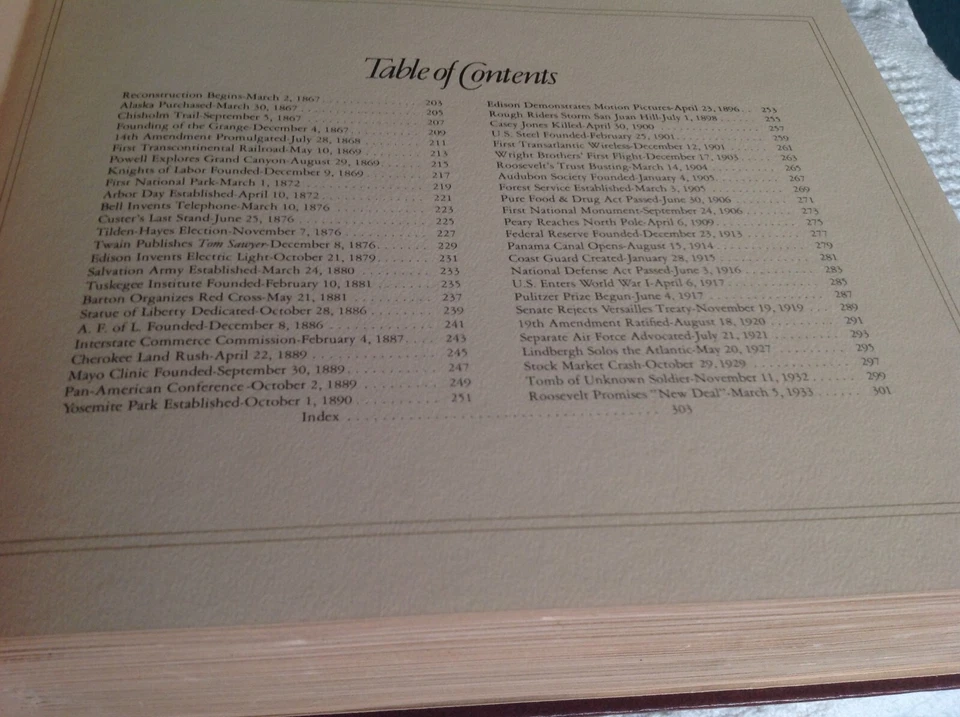 Table of Contents
Reconstruction Begins-March 2, 1867 . . . . . . . . . . . . . . . 203
Alaska Purchased-March 30, 1867 . . . . . . . . . . . . . . . 205
Chisholm Trail-September 5, 1867 . . . . . . . . . . . . . . . 207
Founding of the Grange-December 4, 1867 . . . . . . . . . . . . 209
14th Amendment Promulgated-July 28, 1868 . . . . . . . . . . 211
First Transcontinental Railroad-May 10, 1869 . . . . . . . . . . 213
Powell Explores Grand Canyon-August 29, 1869 . . . . . . . . 215
Knights of Labor Founded-December 9, 1869 . . . . . . . . . . 217
First National Park-March 1, 1872 . . . . . . . . . . . . . . . 219
Arbor Day Established-April 10, 1872 . . . . . . . . . . . . . . 221
Bell Invents Telephone-March 10, 1876 . . . . . . . . . . . . . 223
Custer's Last Stand-June 25, 1876 . . . . . . . . . . . . . . . 225
Tilden-Hayes Election-November 7, 1876 . . . . . . . . . . . . 227
Twain Publishes Tom Sawyer-December 8, 1876 . . . . . . . . 229
Edison Invents Electric Light-October 21, 1879 . . . . . . . . . 231
Salvation Army Established-March 24, 1880 . . . . . . . . . . . 233
Tuskegee Institute Founded-February 10, 1881 . . . . . . . . . 235
Barton Organizes Red Cross-May 21, 1881 . . . . . . . . . . . 237
Statue of Liberty Dedicated-October 28, 1886 . . . . . . . . . 239
A. F. of L. Founded-December 8, 1886 . . . . . . . . . . . . . 241
Interstate Commerce Commission-February 4, 1887 . . . . . 243
Cherokee Land Rush-April 22, 1889 . . . . . . . . . . . . . . 245
Mayo Clinic Founded-September 30, 1889 . . . . . . . . . . . 247
Pan-American Conference-October 2, 1889 . . . . . . . . . . 249
Yosemite Park Established-October 1, 1890 . . . . . . . . . . 251
Edison Demonstrates Motion Pictures-April 23, 1896 . . 253
Rough Riders Storm San Juan Hill-July 1, 1898 . . . . . 255
Casey Jones Killed-April 30, 1900 . . . . . . . . . . . . . . 257
U.S. Steel Founded-February 25, 1901 . . . . . . . . . . . . 259
First Transatlantic Wireless-December 12, 1901 . . . . . . 261
Wright Brothers' First Flight-December 17, 1903 . . . . . 263
Roosevelt's Trust Busting-March 14, 1904 . . . . . . . . . 265
Audubon Society Founded-January 4, 1905 . . . . . . . . . 267
Forest Service Established-March 3, 1905 . . . . . . . . . . 269
Pure Food & Drug Act Passed-June 30, 1906 . . . . . . . . 271
First National Monument-September 24, 1906 . . . . . . . 273
Peary Reaches North Pole-April 6, 1909 . . . . . . . . . . . 275
Federal Reserve Founded-December 23, 1913 . . . . . . . . 277
Panama Canal Opens-August 15, 1914 . . . . . . . . . . . . 279
Coast Guard Created-January 28, 1915 . . . . . . . . . . . 281
National Defense Act Passed-June 3, 1916 . . . . . . . . . 283
U.S. Enters World War I-April 6, 1917 . . . . . . . . . . . 285
Pulitzer Prize Begun-June 4, 1917 . . . . . . . . . . . . . . 287
Senate Rejects Versailles Treaty-November 19, 1919 . . . 289
19th Amendment Ratified-August 18, 1920 . . . . . . . . . 291
Separate Air Force Advocated-July 21, 1921 . . . . . . . . 293
Lindbergh Solos the Atlantic-May 20, 1927 . . . . . . . . . 295
Stock Market Crash-October 29, 1929 . . . . . . . . . . . . 297
Tomb of Unknown Soldier-November 11, 1932 . . . . . . . 299
Roosevelt Promises "New Deal"-March 5, 1933 . . . . . . . 301
Index . . . . . . . . . . . . . . . . . . . . . . . . . . . . . . 303